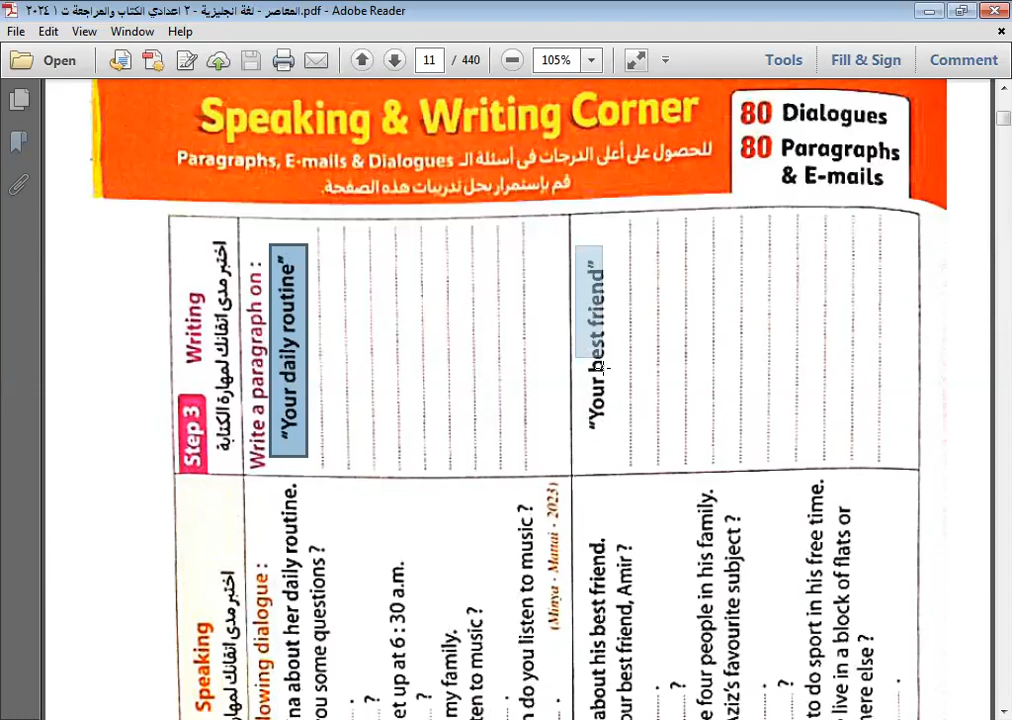 المعاصر - لغة انجليزية - ٢ اعدادي الكتاب والمراجعة ت ١ ٢٠٢٤.pdf - Adobe Reader
File Edit View Window Help
Open 11 / 440 105% Tools Fill & Sign Comment
Speaking & Writing Corner
للحصول على أعلى الدرجات فى أسئلة الـ Paragraphs, E-mails & Dialogues
قم بإستمرار بحل تدريبات هذه الصفحة.
80 Dialogues
80 Paragraphs
& E-mails
Step 3 Writing
اختبر مدى اتقانك لمهارة الكتابة
Write a paragraph on :
“Your daily routine”
“Your best friend”
Speaking
اختبر مدى اتقانك
lowing dialogue :
na about her daily routine.
you some questions ?
.
?
et up at 6 : 30 a.m.
?
my family.
ten to music ?
.
n do you listen to music ?
(Minya - Matai - 2023)
about his best friend.
our best friend, Amir ?
.
?
e four people in his family.
Aziz’s favourite subject ?
.
?
to do sport in his free time.
live in a block of flats or
here else ?
.